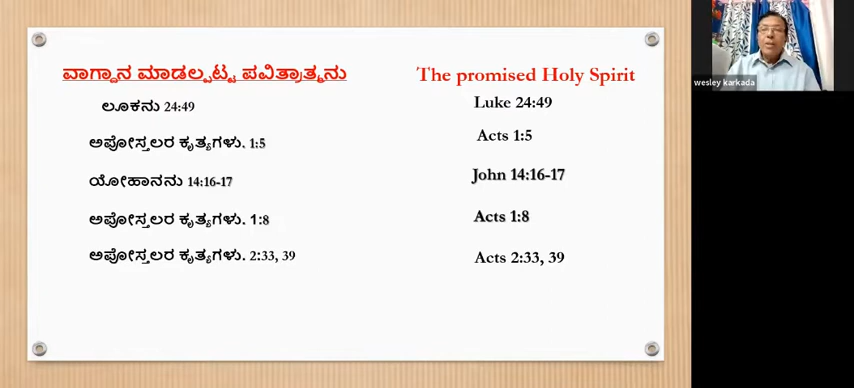 ವಾಗ್ದಾನ ಮಾಡಲ್ಪಟ್ಟ ಪವಿತ್ರಾತ್ಮನು
ಲೂಕನು 24:49
ಅಪೋಸ್ತಲರ ಕೃತ್ಯಗಳು. 1:5
ಯೋಹಾನನು 14:16-17
ಅಪೋಸ್ತಲರ ಕೃತ್ಯಗಳು. 1:8
ಅಪೋಸ್ತಲರ ಕೃತ್ಯಗಳು. 2:33, 39
The promised Holy Spirit
Luke 24:49
Acts 1:5
John 14:16-17
Acts 1:8
Acts 2:33, 39
wesley karkada